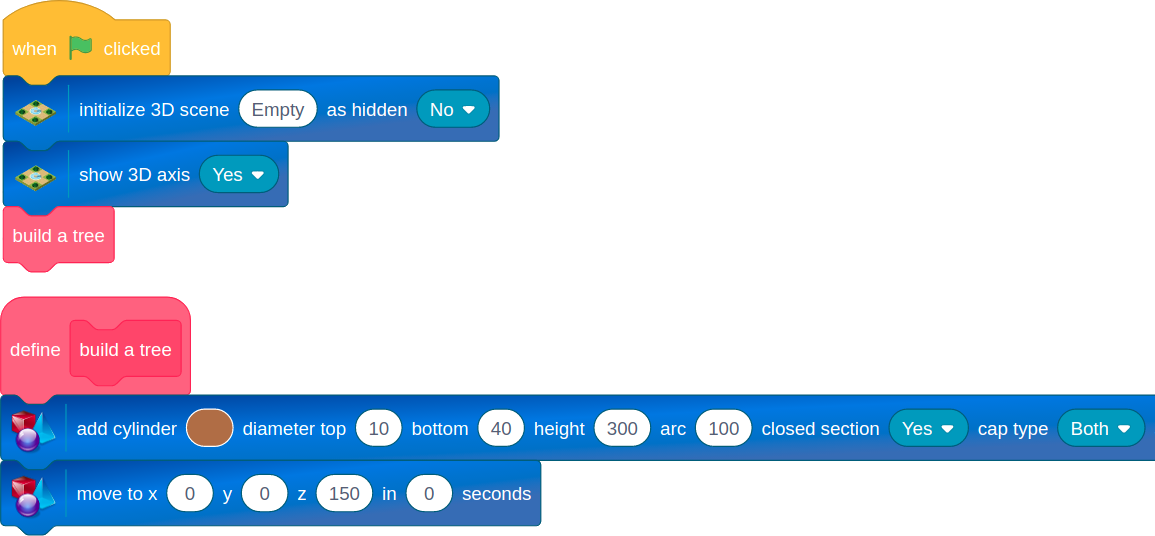 when clicked
initialize 3D scene Empty as hidden No
show 3D axis Yes
build a tree
define build a tree
add cylinder diameter top 10 bottom 40 height 300 arc 100 closed section Yes cap type Both
move to x 0 y 0 z 150 in 0 seconds